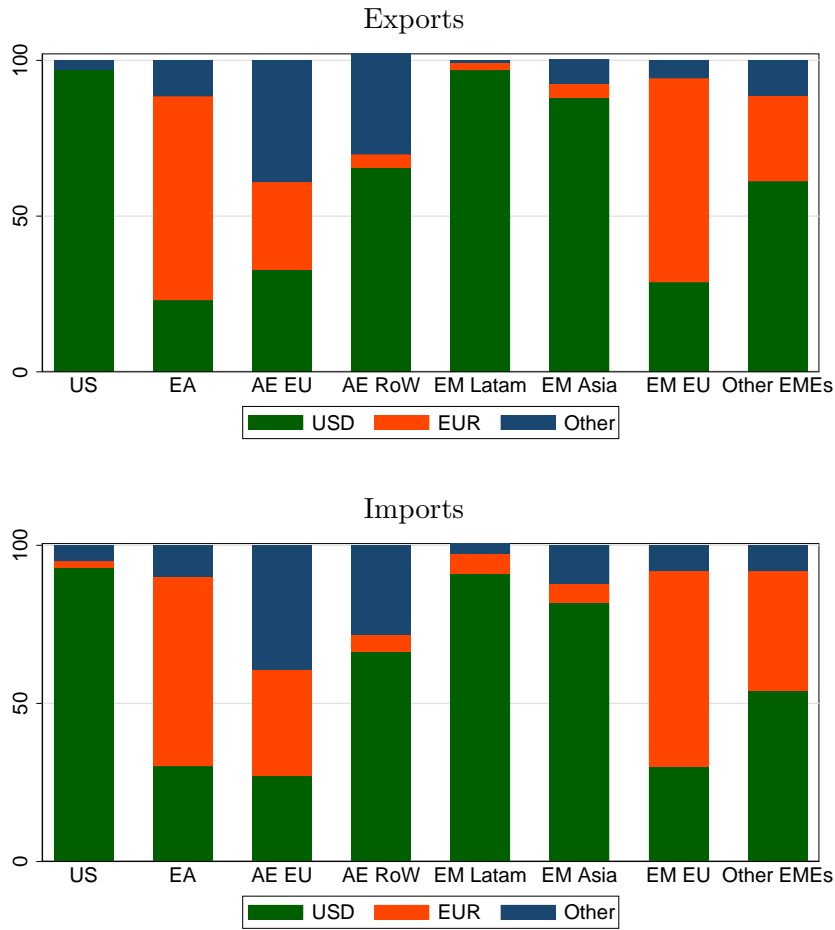 Exports
100
50
0
US EA AE EU AE RoW EM Latam EM Asia EM EU Other EMEs
USD EUR Other
Imports
100
50
0
US EA AE EU AE RoW EM Latam EM Asia EM EU Other EMEs
USD EUR Other